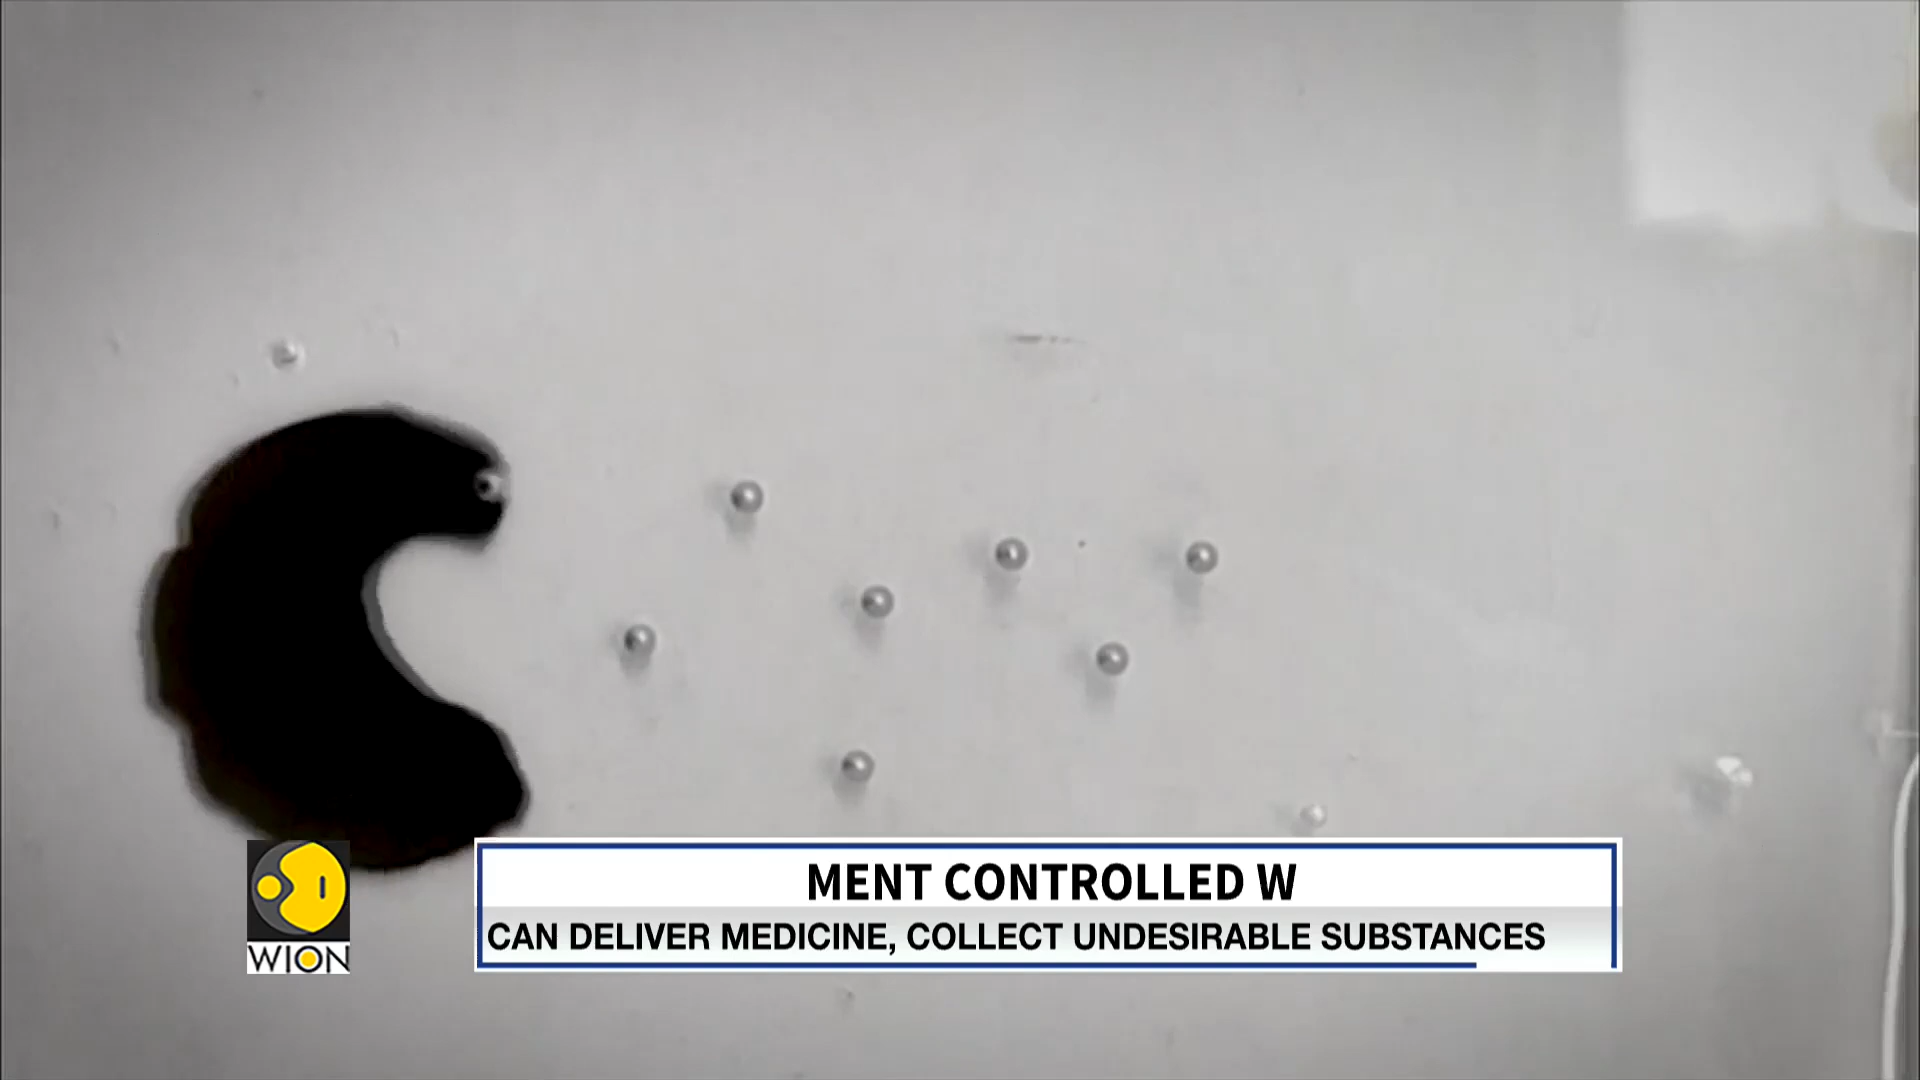 MENT CONTROLLED W
CAN DELIVER MEDICINE, COLLECT UNDESIRABLE SUBSTANCES
WION